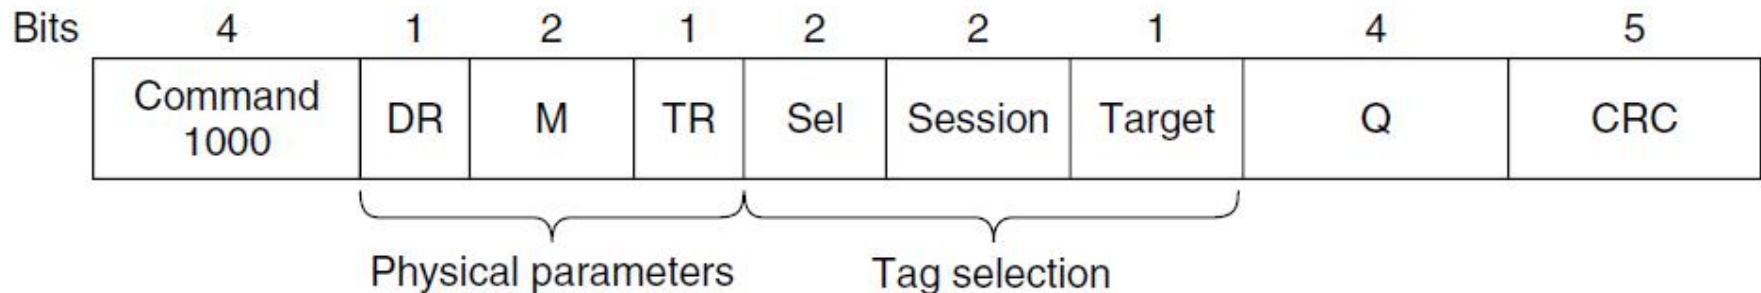 Bits 4 1 2 1 2 2 1 4 5
Command
1000
DR M TR Sel Session Target Q CRC
Physical parameters Tag selection